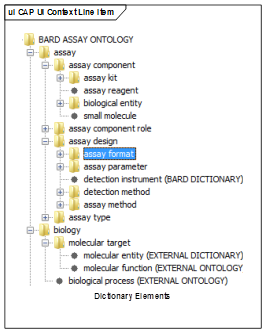 ui CAP UI Context Line Item
BARD ASSAY ONTOLOGY
assay
assay component
assay kit
assay reagent
biological entity
small molecule
assay component role
assay design
assay format
assay parameter
detection instrument (BARD DICTIONARY)
detection method
assay method
assay type
biology
molecular target
molecular entity (EXTERNAL DICTIONARY)
molecular function (EXTERNAL ONTOLOGY
biological process (EXTERNAL ONTOLOGY)
Dictionary Elements